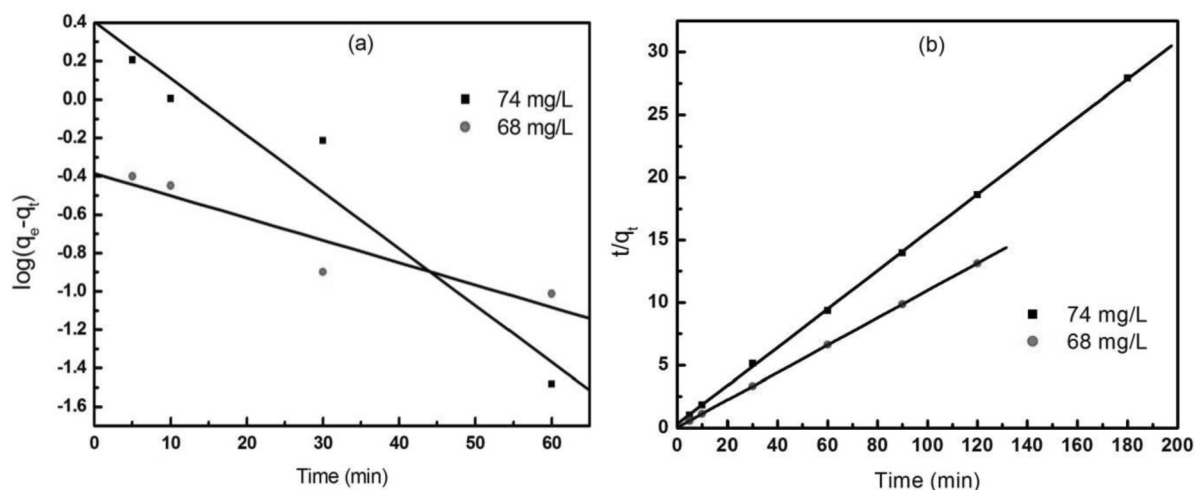 (a)
0.4
0.2
0.0
-0.2
-0.4
-0.6
-0.8
-1.0
-1.2
-1.4
-1.6
log(qₑ-qₜ)
74 mg/L
68 mg/L
0 10 20 30 40 50 60
Time (min)
(b)
30
25
20
15
10
5
0
t/qₜ
74 mg/L
68 mg/L
0 20 40 60 80 100 120 140 160 180 200
Time (min)